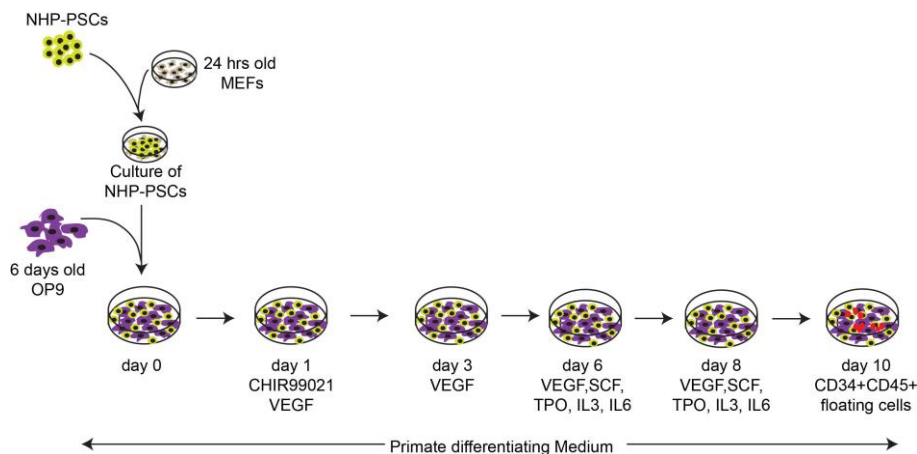 NHP-PSCs
24 hrs old
MEFs
Culture of
NHP-PSCs
6 days old
OP9
day 0
day 1
CHIR99021
VEGF
day 3
VEGF
day 6
VEGF,SCF,
TPO, IL3, IL6
day 8
VEGF,SCF,
TPO, IL3, IL6
day 10
CD34+CD45+
floating cells
Primate differentiating Medium